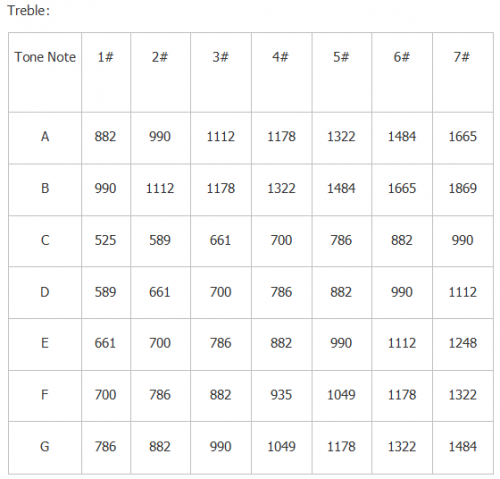 Treble:
Tone Note 1# 2# 3# 4# 5# 6# 7#
A 882 990 1112 1178 1322 1484 1665
B 990 1112 1178 1322 1484 1665 1869
C 525 589 661 700 786 882 990
D 589 661 700 786 882 990 1112
E 661 700 786 882 990 1112 1248
F 700 786 882 935 1049 1178 1322
G 786 882 990 1049 1178 1322 1484